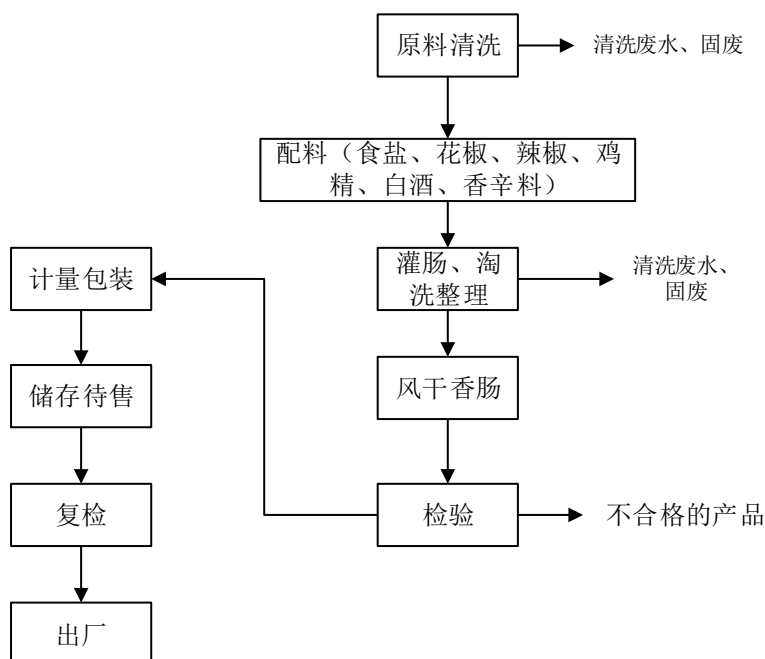 原料清洗
清洗废水、固废
配料（食盐、花椒、辣椒、鸡
精、白酒、香辛料）
灌肠、淘
洗整理
清洗废水、
固废
风干香肠
检验
不合格的产品
计量包装
储存待售
复检
出厂